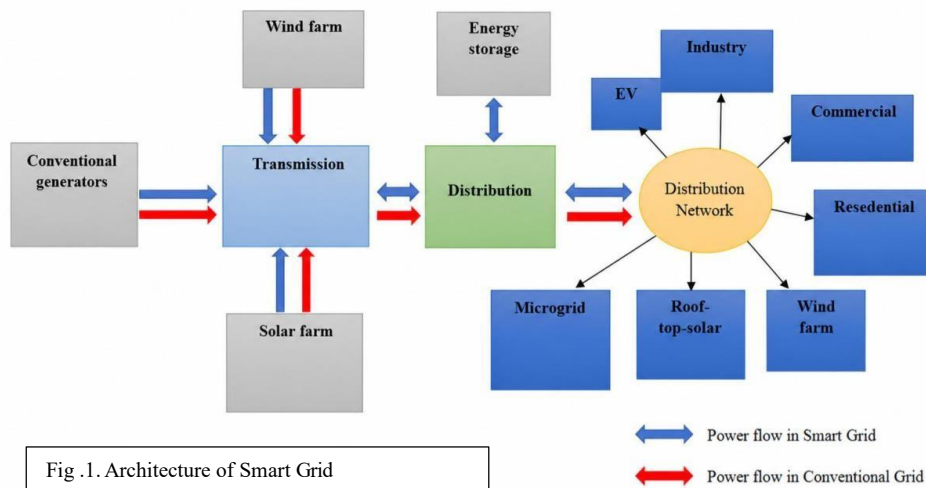 Wind farm
Energy
storage
Industry
EV
Commercial
Conventional
generators
Transmission
Distribution
Distribution
Network
Resedential
Solar farm
Microgrid
Roof-
top-solar
Wind
farm
Power flow in Smart Grid
Power flow in Conventional Grid
Fig .1. Architecture of Smart Grid